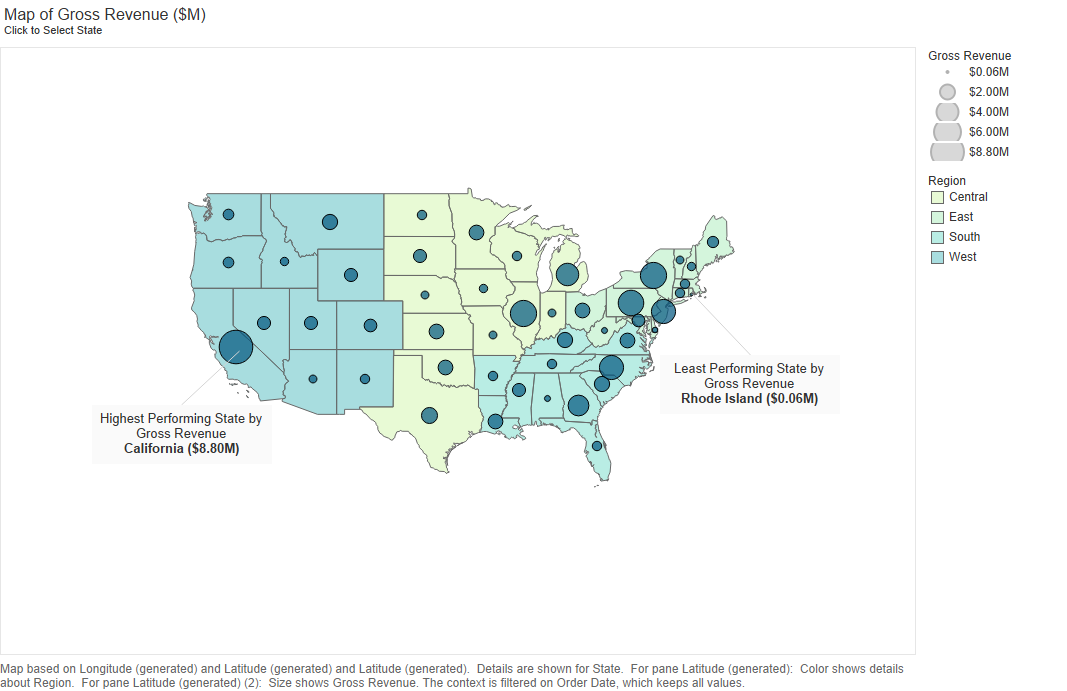 Map of Gross Revenue ($M)
Click to Select State
Gross Revenue
$0.06M
$2.00M
$4.00M
$6.00M
$8.80M
Region
Central
East
South
West
Least Performing State by
Gross Revenue
Rhode Island ($0.06M)
Highest Performing State by
Gross Revenue
California ($8.80M)
Map based on Longitude (generated) and Latitude (generated) and Latitude (generated).  Details are shown for State.  For pane Latitude (generated):  Color shows details
about Region.  For pane Latitude (generated) (2):  Size shows Gross Revenue. The context is filtered on Order Date, which keeps all values.